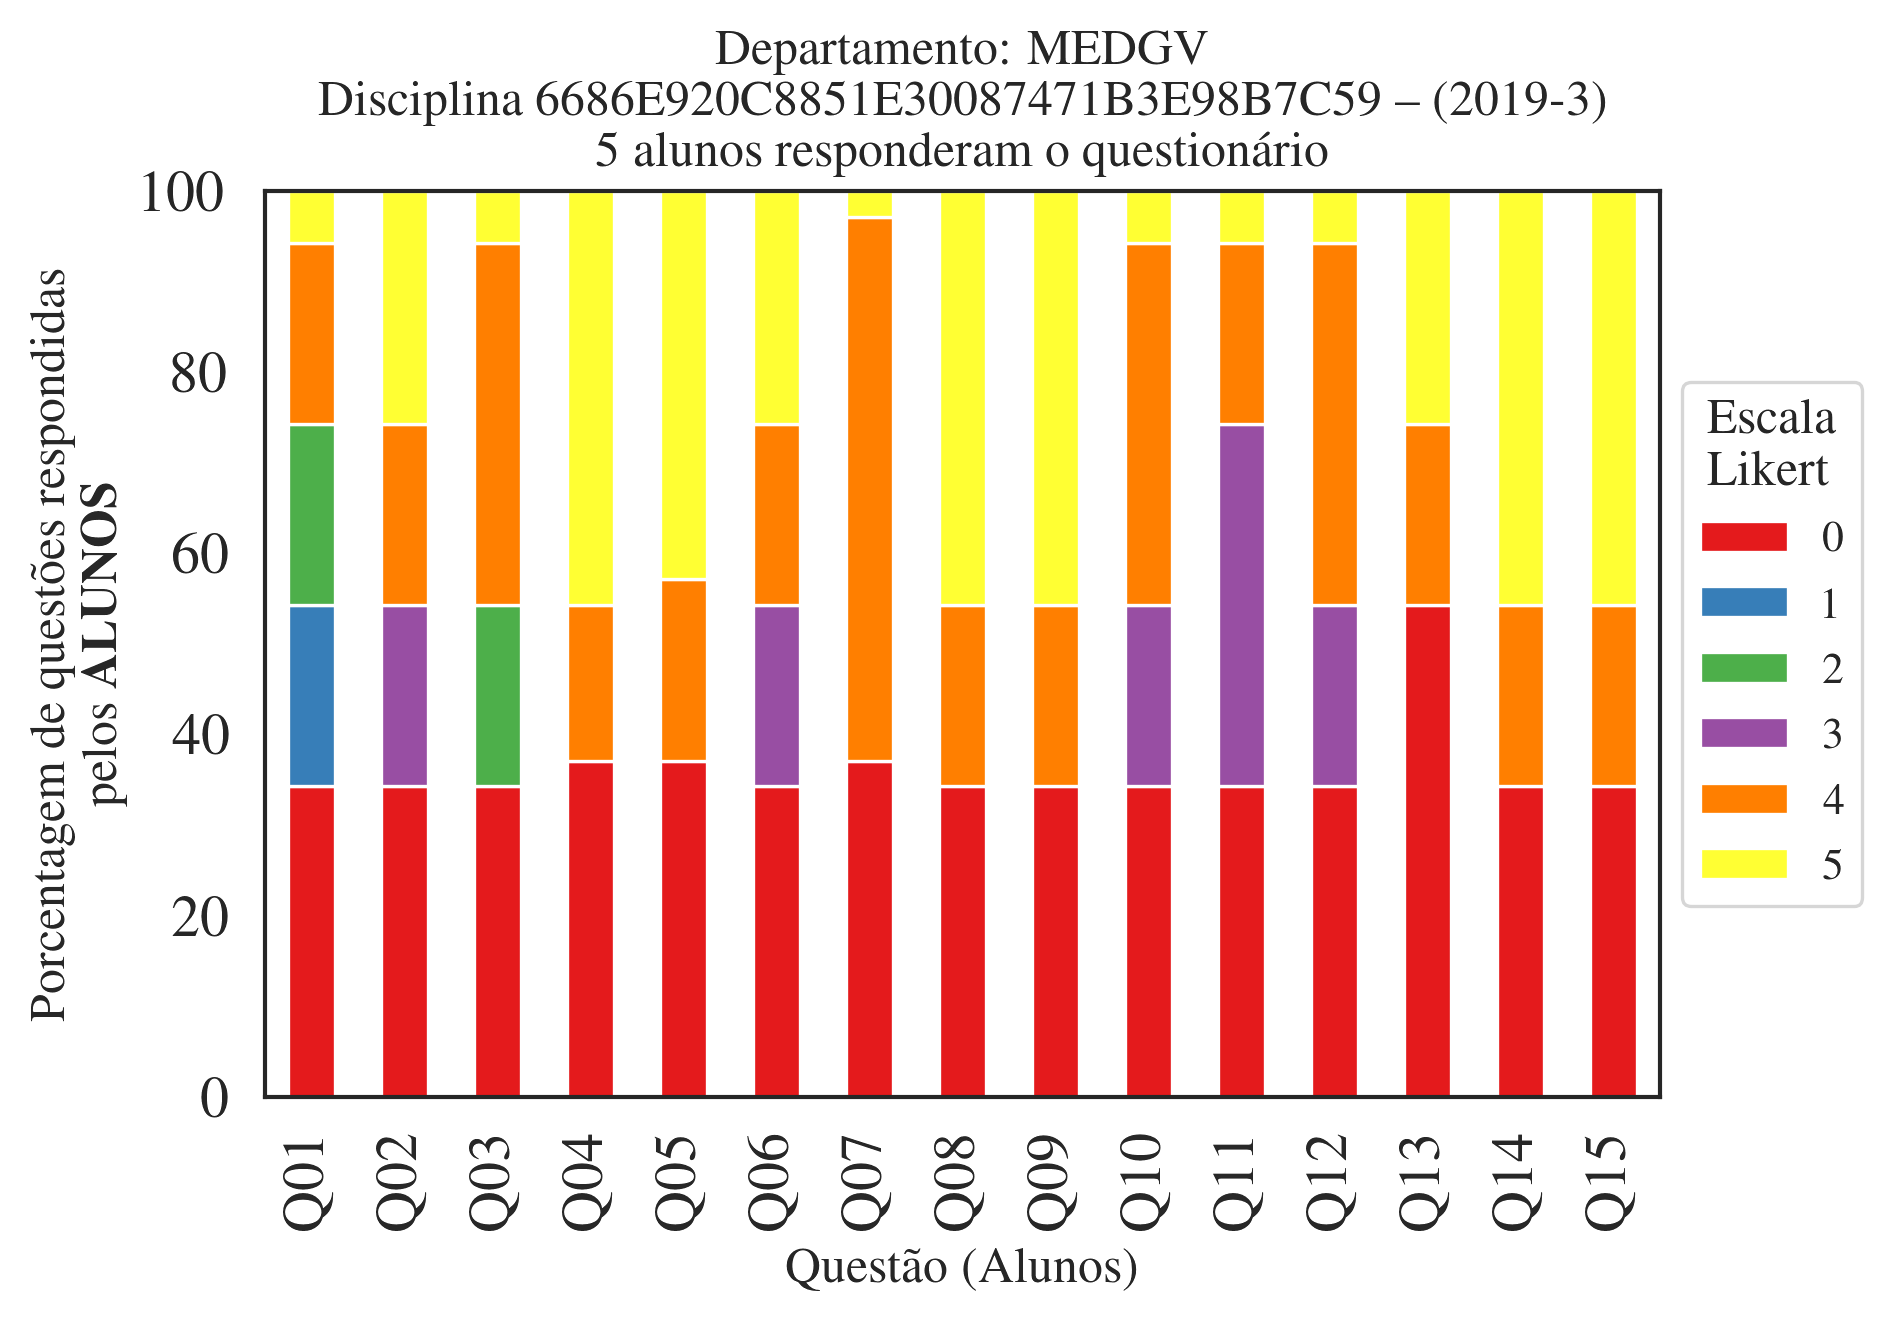 Departamento: MEDGV
Disciplina 6686E920C8851E30087471B3E98B7C59 – (2019-3)
5 alunos responderam o questionário
Porcentagem de questões respondidas
pelos ALUNOS
100
80
60
40
20
0
Q01
Q02
Q03
Q04
Q05
Q06
Q07
Q08
Q09
Q10
Q11
Q12
Q13
Q14
Q15
Questão (Alunos)
Escala
Likert
0
1
2
3
4
5